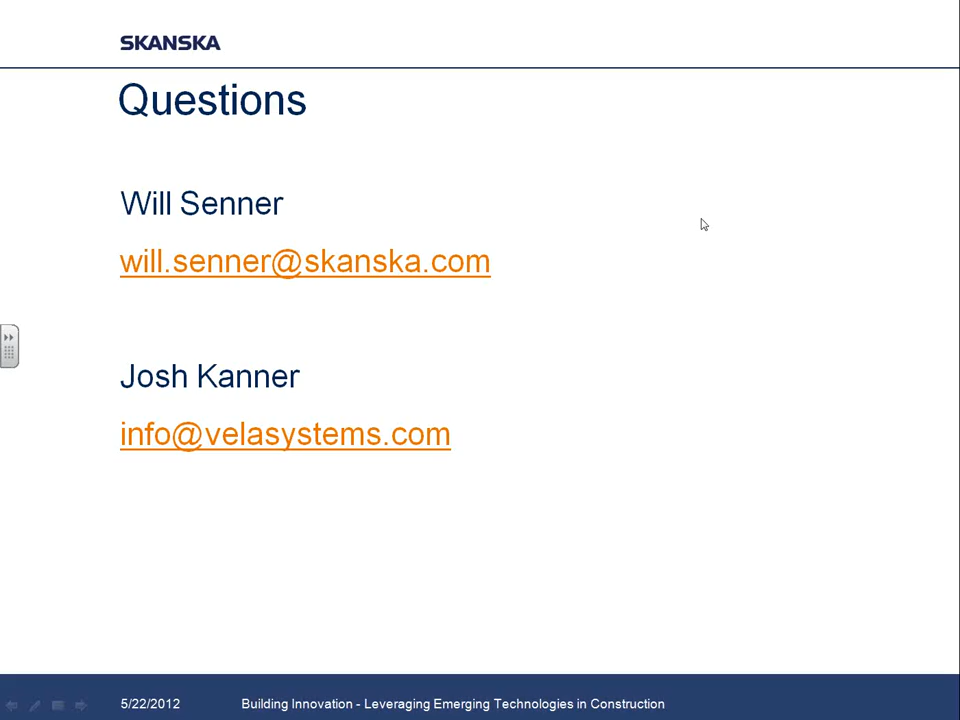 SKANSKA
Questions
Will Senner
will.senner@skanska.com
Josh Kanner
info@velasystems.com
5/22/2012 Building Innovation - Leveraging Emerging Technologies in Construction